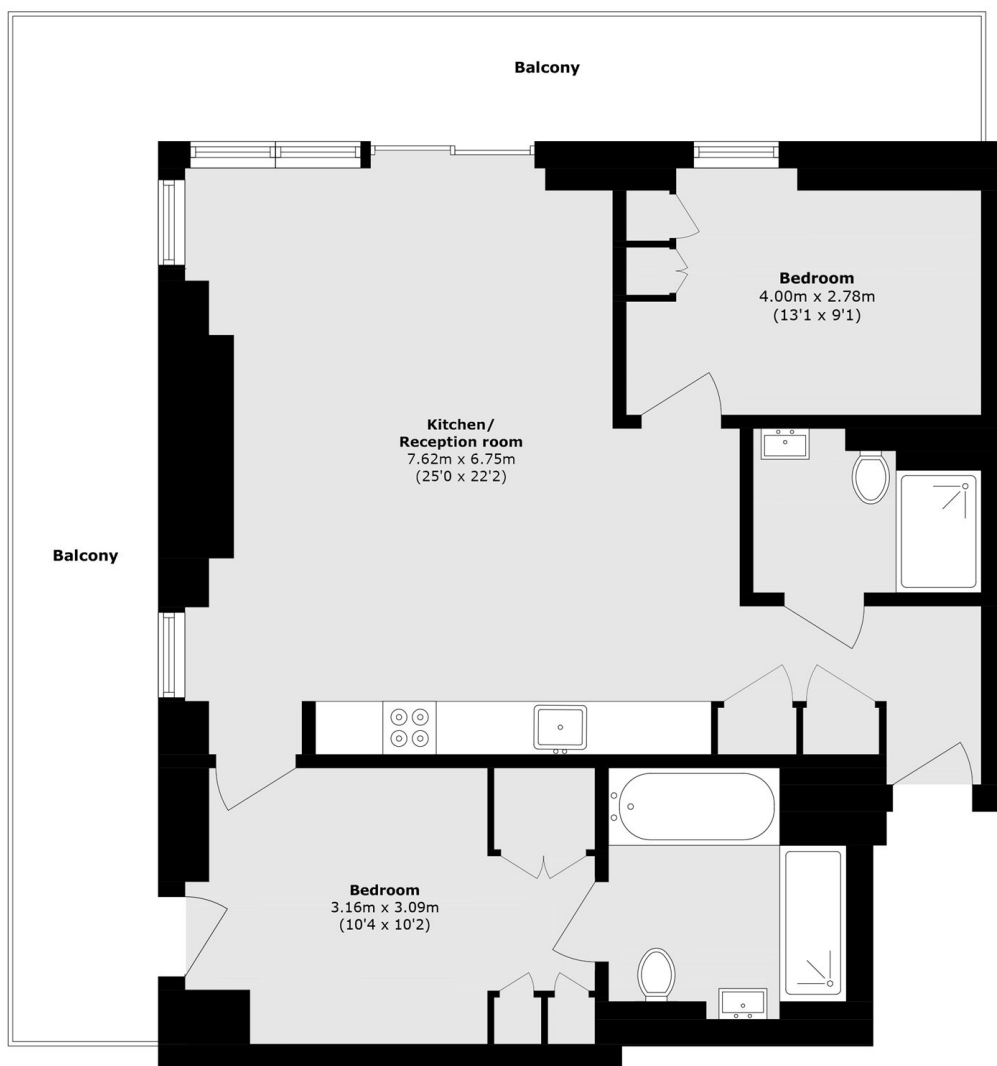 Balcony
Bedroom
4.00m x 2.78m
(13'1 x 9'1)
Kitchen/
Reception room
7.62m x 6.75m
(25'0 x 22'2)
Balcony
Bedroom
3.16m x 3.09m
(10'4 x 10'2)